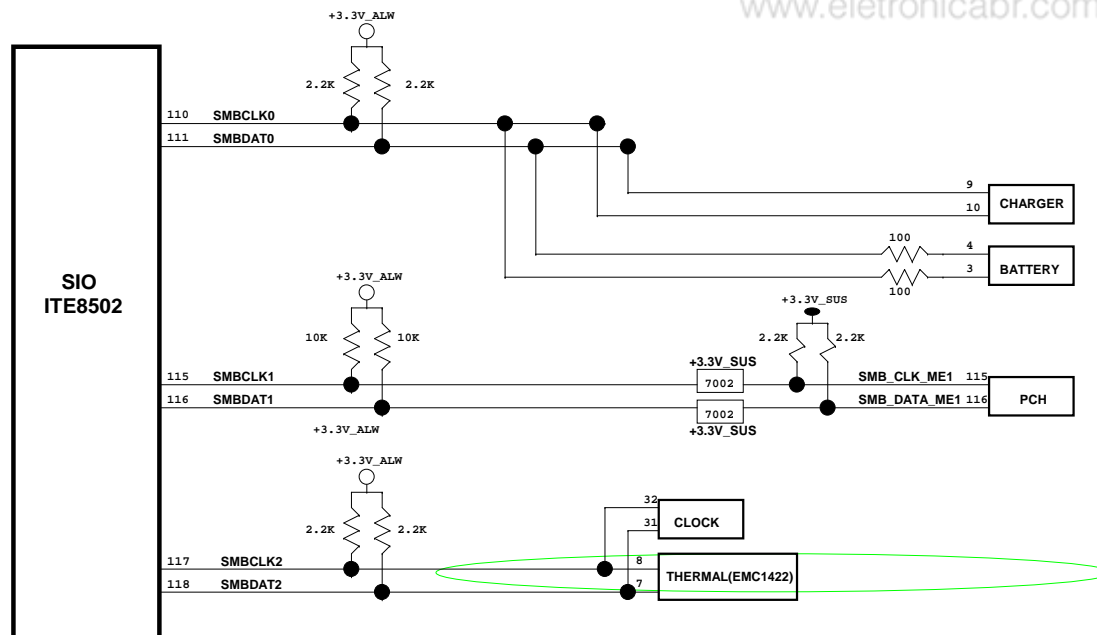 www.eletronicabr.com
+3.3V_ALW
2.2K 2.2K
110 SMBCLK0
111 SMBDAT0
9
10
CHARGER
100 4
3
100
BATTERY
SIO
ITE8502
+3.3V_ALW
10K 10K
+3.3V_SUS
2.2K 2.2K
+3.3V_SUS
115 SMBCLK1 7002 SMB_CLK_ME1 115
116 SMBDAT1 7002 SMB_DATA_ME1 116
PCH
+3.3V_SUS
+3.3V_ALW
+3.3V_ALW
2.2K 2.2K
32
31
CLOCK
117 SMBCLK2 8
118 SMBDAT2 7
THERMAL(EMC1422)